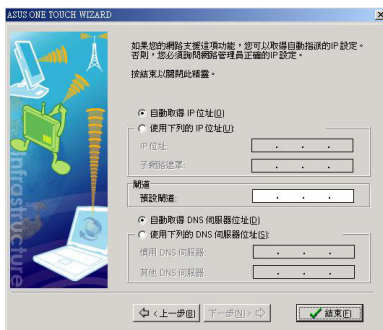 ASUS ONE TOUCH WIZARD
如果您的網路支援這項功能，您可以取得自動指派的IP設定。
否則，您必須詢問網路管理員正確的IP設定。
按結束以關閉此精靈。
自動取得 IP 位址(O)
使用下列的 IP 位址(U):
IP 位址:
子網路遮罩:
閘道
預設閘道:
自動取得 DNS 伺服器位址(D)
使用下列的 DNS 伺服器位址(S):
慣用 DNS 伺服器:
其他 DNS 伺服器:
Infrastructure
<上一步(B)
下一步(N)>
結束(F)